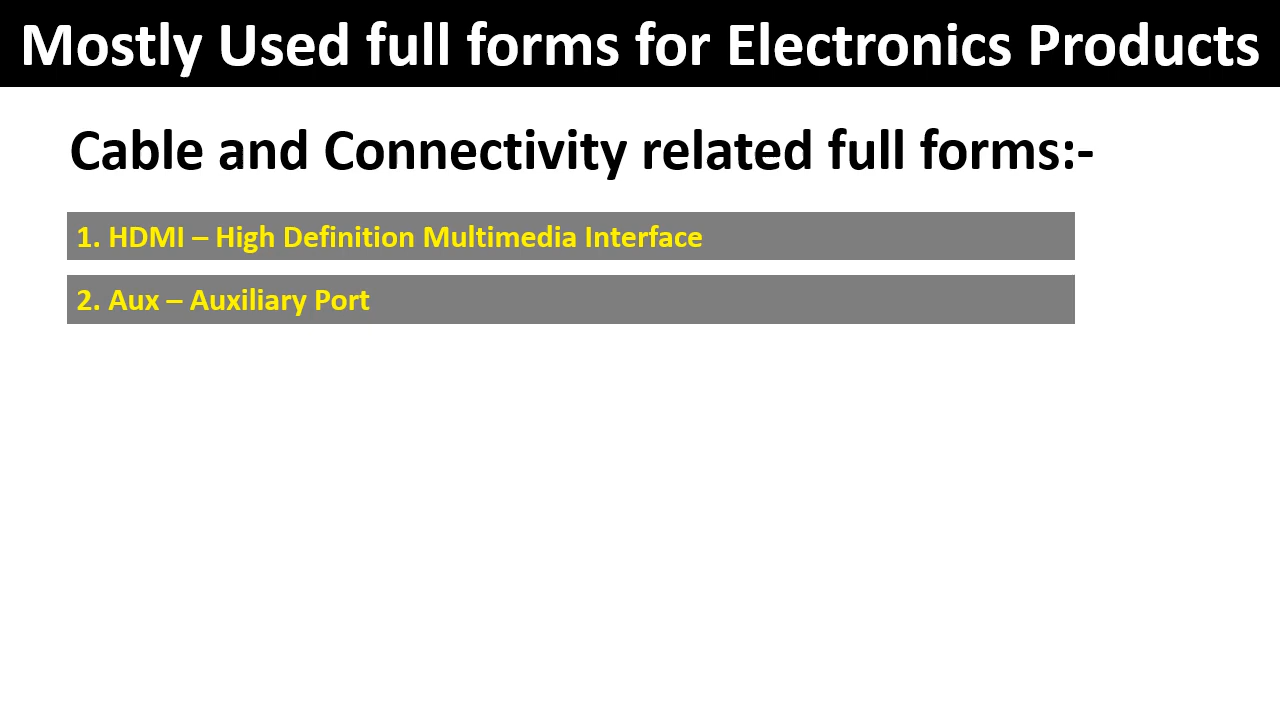 Mostly Used full forms for Electronics Products
Cable and Connectivity related full forms:-
1. HDMI – High Definition Multimedia Interface
2. Aux – Auxiliary Port